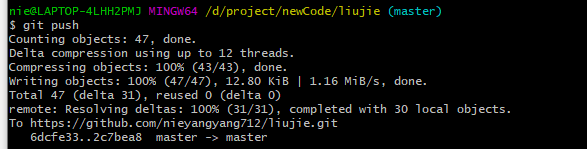 nie@LAPTOP-4LHH2PMJ MINGW64 /d/project/newCode/liujie (master)
$ git push
Counting objects: 47, done.
Delta compression using up to 12 threads.
Compressing objects: 100% (43/43), done.
Writing objects: 100% (47/47), 12.80 KiB | 1.16 MiB/s, done.
Total 47 (delta 31), reused 0 (delta 0)
remote: Resolving deltas: 100% (31/31), completed with 30 local objects.
To https://github.com/nieyangyang712/liujie.git
   6dcfe33..2c7bea8  master -> master